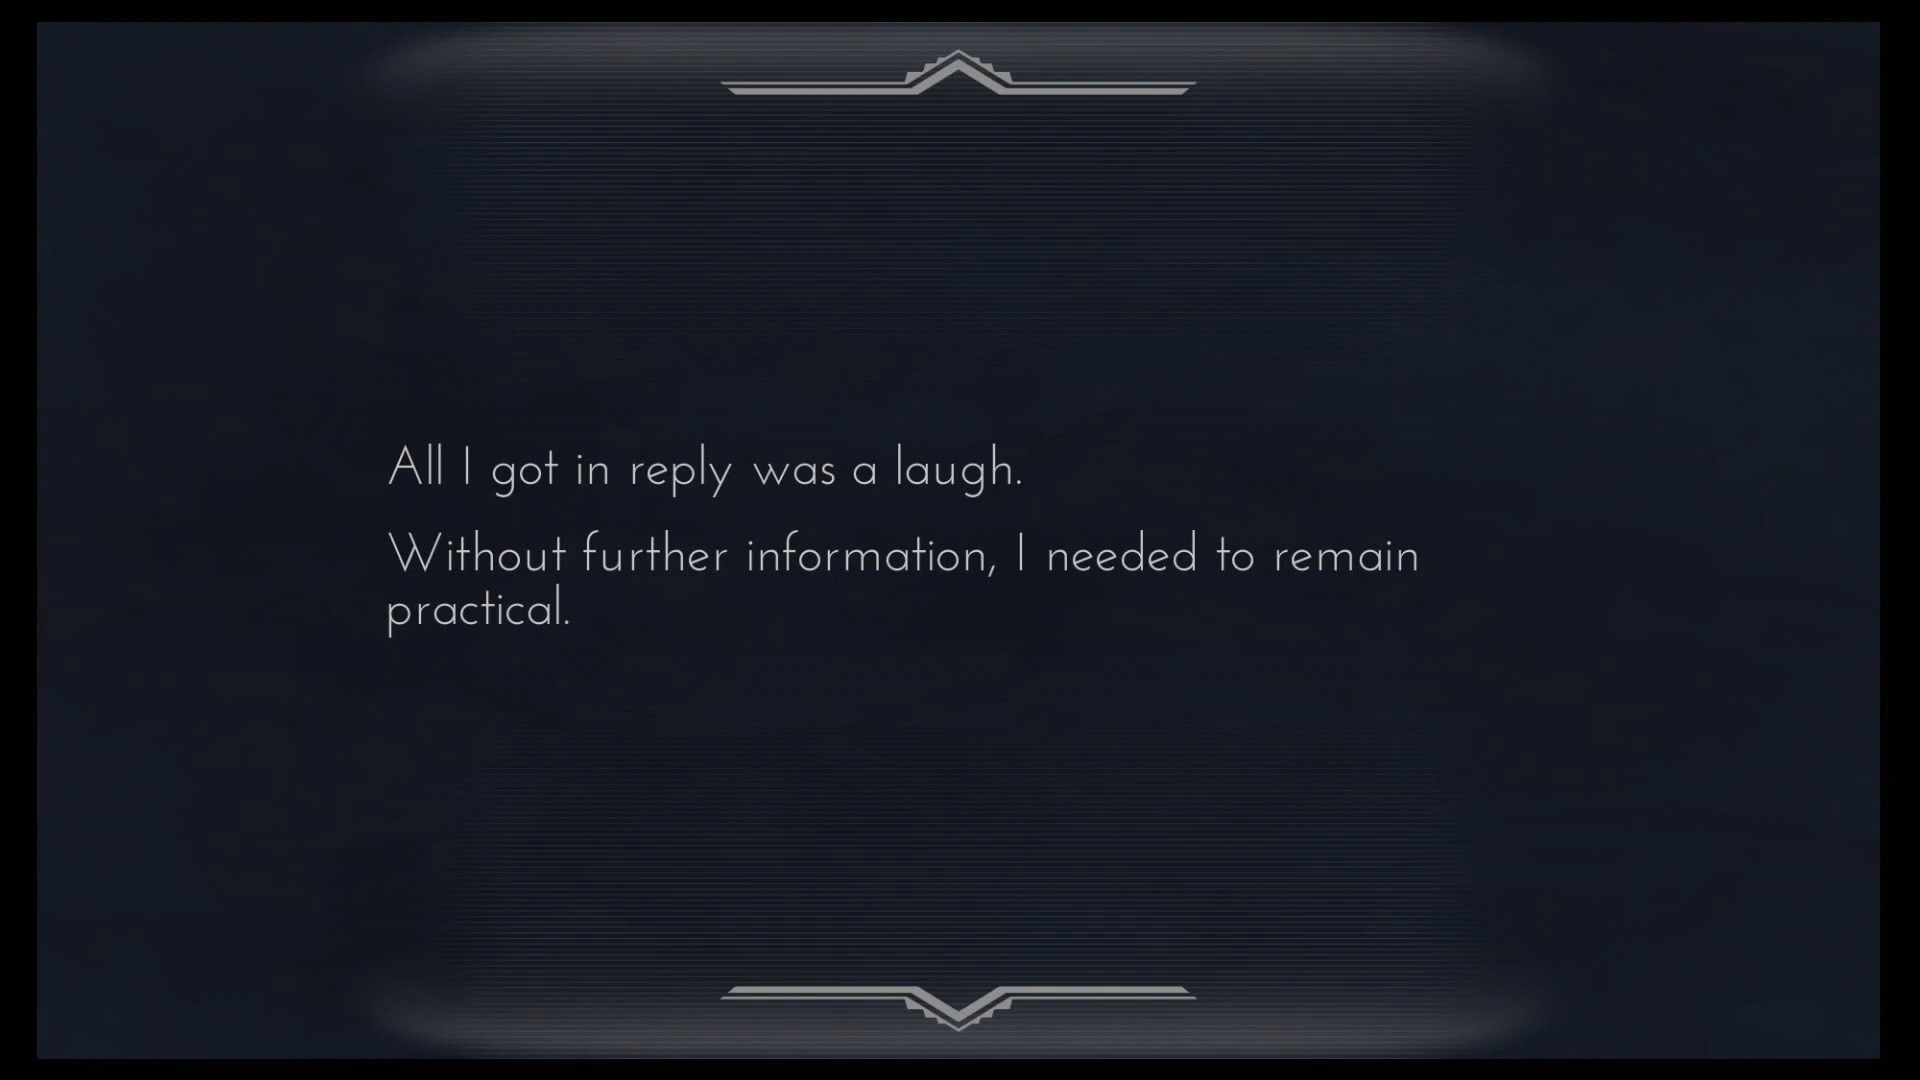 All I got in reply was a laugh.
Without further information, I needed to remain
practical.